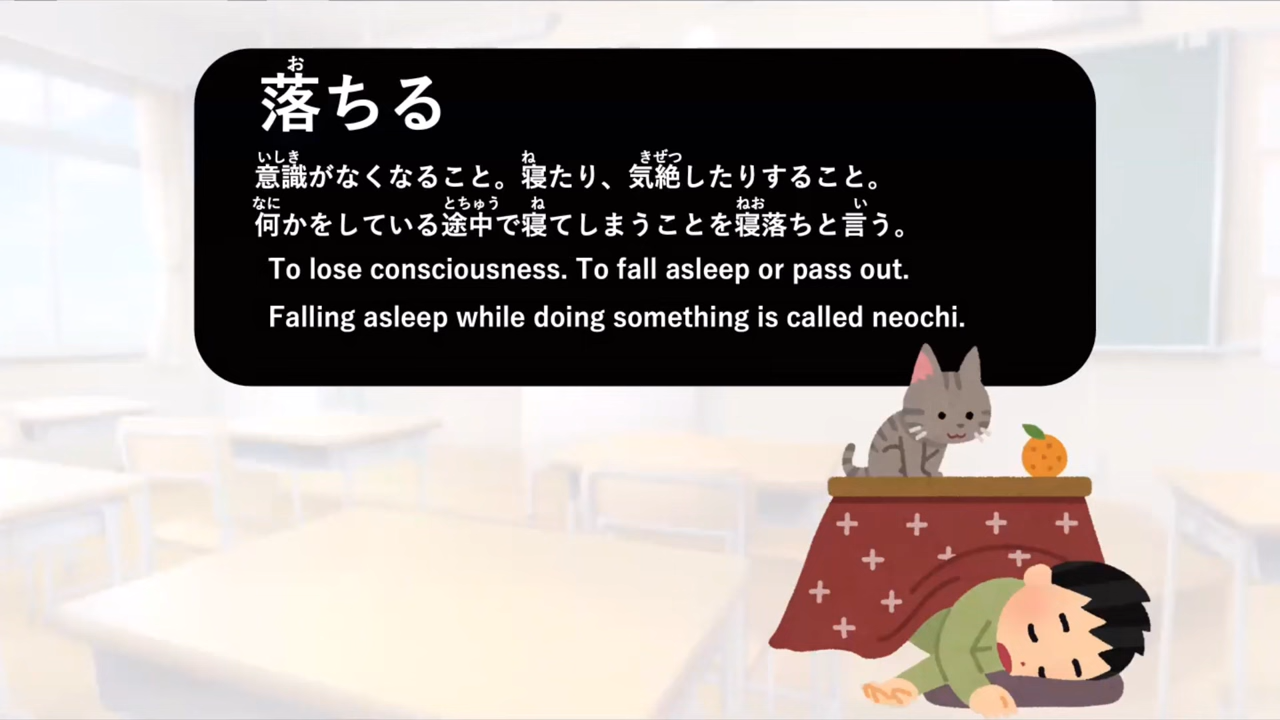 お
落ちる
いしき ね きぜつ
意識がなくなること。寝たり、気絶したりすること。
なに とちゅう ね ねお い
何かをしている途中で寝てしまうことを寝落ちと言う。
To lose consciousness. To fall asleep or pass out.
Falling asleep while doing something is called neochi.